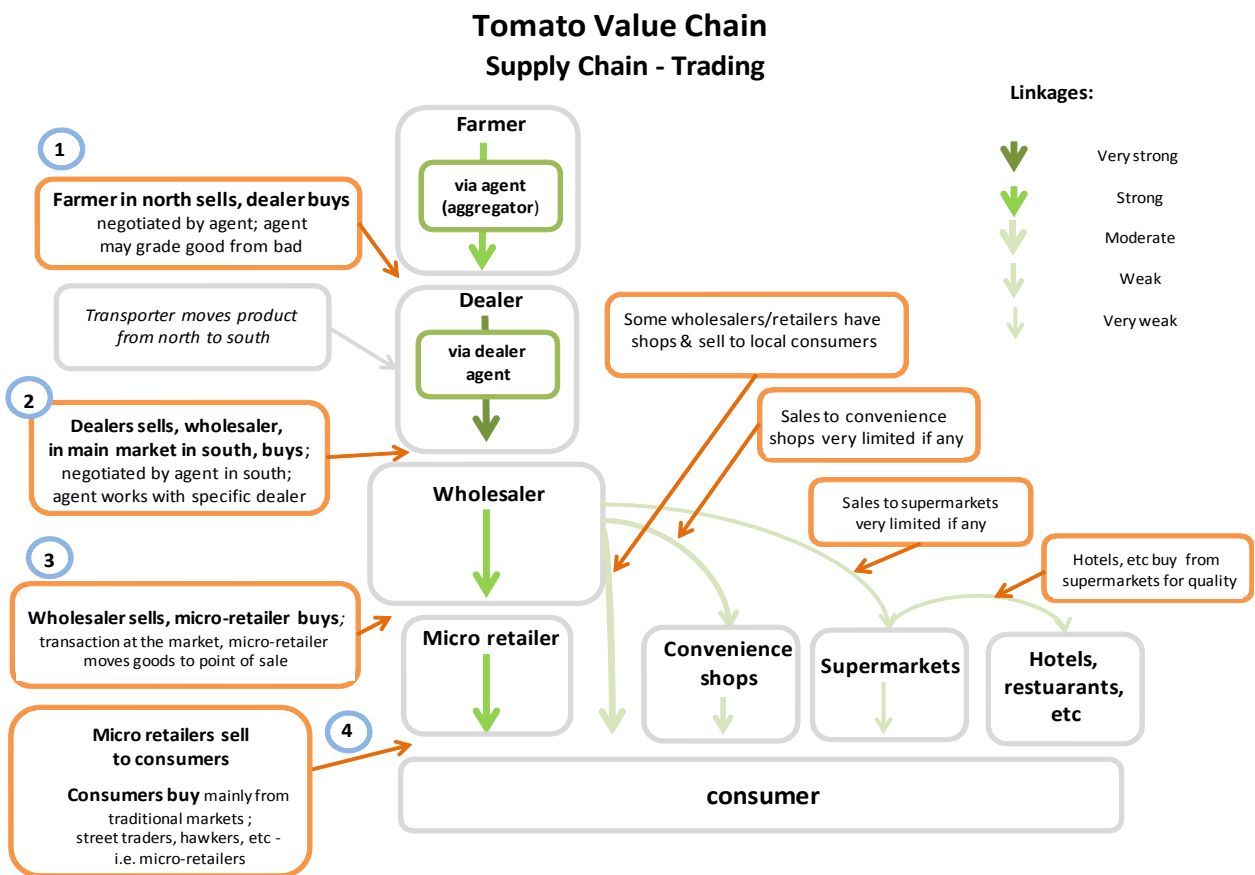 Tomato Value Chain
Supply Chain - Trading
Linkages:
Very strong
Strong
Moderate
Weak
Very weak
1
Farmer in north sells, dealer buys
negotiated by agent; agent
may grade good from bad
Farmer
via agent
(aggregator)
Transporter moves product
from north to south
Dealer
via dealer
agent
Some wholesalers/retailers have
shops & sell to local consumers
2
Dealers sells, wholesaler,
in main market in south, buys;
negotiated by agent in south;
agent works with specific dealer
Sales to convenience
shops very limited if any
Wholesaler
Sales to supermarkets
very limited if any
Hotels, etc buy from
supermarkets for quality
3
Wholesaler sells, micro-retailer buys;
transaction at the market, micro-retailer
moves goods to point of sale
Micro retailer
Convenience
shops
Supermarkets
Hotels,
restuarants,
etc
4
Micro retailers sell
to consumers
Consumers buy mainly from
traditional markets ;
street traders, hawkers, etc -
i.e. micro-retailers
consumer